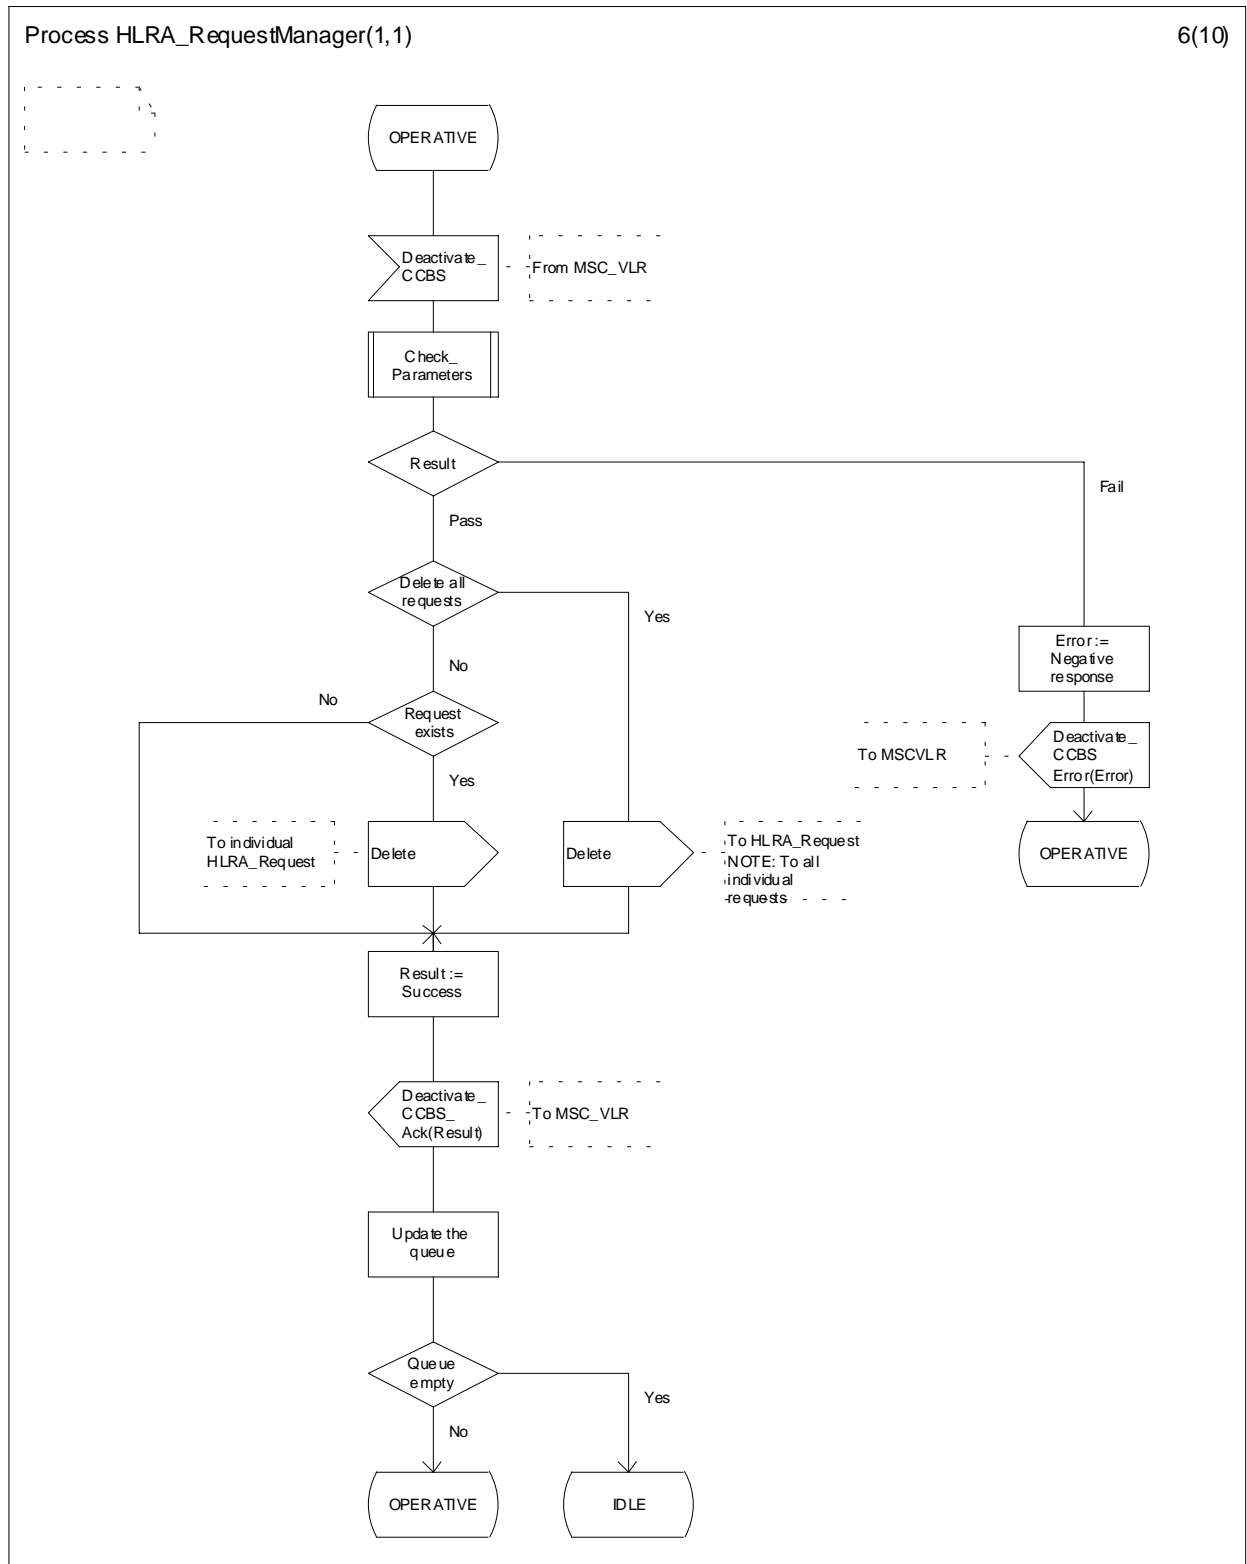 Process HLRA_RequestManager(1,1)
6(10)
OPERATIVE
Deactivate_
CCBS
From MSC_VLR
Check_
Parameters
Result
Fail
Pass
Delete all
requests
Yes
No
Error :=
Negative
response
No
Request
exists
To MSCVLR
Deactivate_
CCBS
Error(Error)
Yes
To individual
HLRA_Request
Delete
Delete
To HLRA_Request
NOTE: To all
individual
requests
OPERATIVE
Result :=
Success
Deactivate_
CCBS_
Ack(Result)
To MSC_VLR
Update the
queue
Queue
empty
Yes
No
OPERATIVE
IDLE